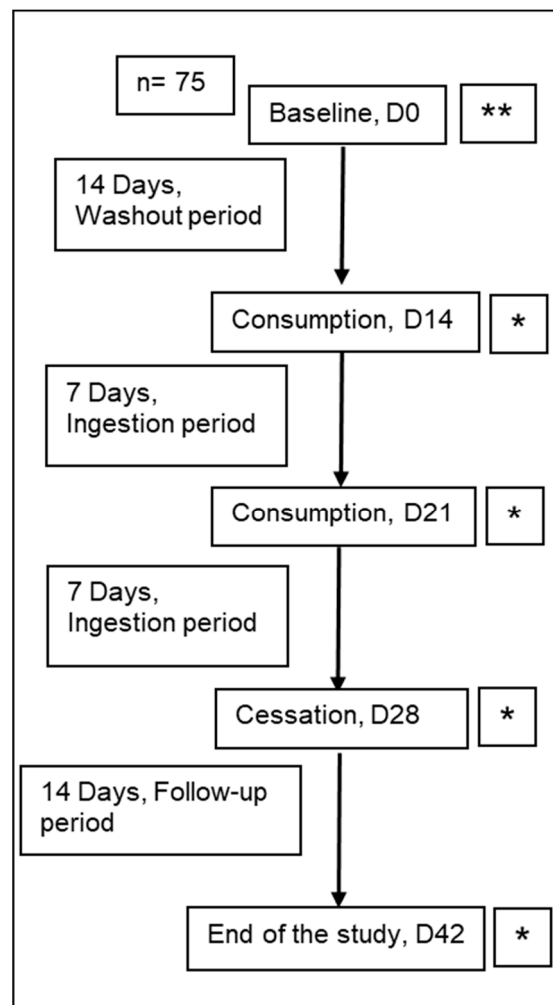 n= 75
Baseline, D0
**
14 Days,
Washout period
Consumption, D14
*
7 Days,
Ingestion period
Consumption, D21
*
7 Days,
Ingestion period
Cessation, D28
*
14 Days, Follow-up
period
End of the study, D42
*